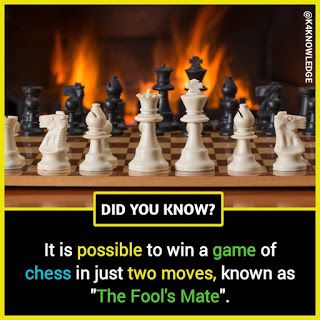 @K4KNOWLEDGE
DID YOU KNOW?
It is possible to win a game of
chess in just two moves, known as
"The Fool's Mate".